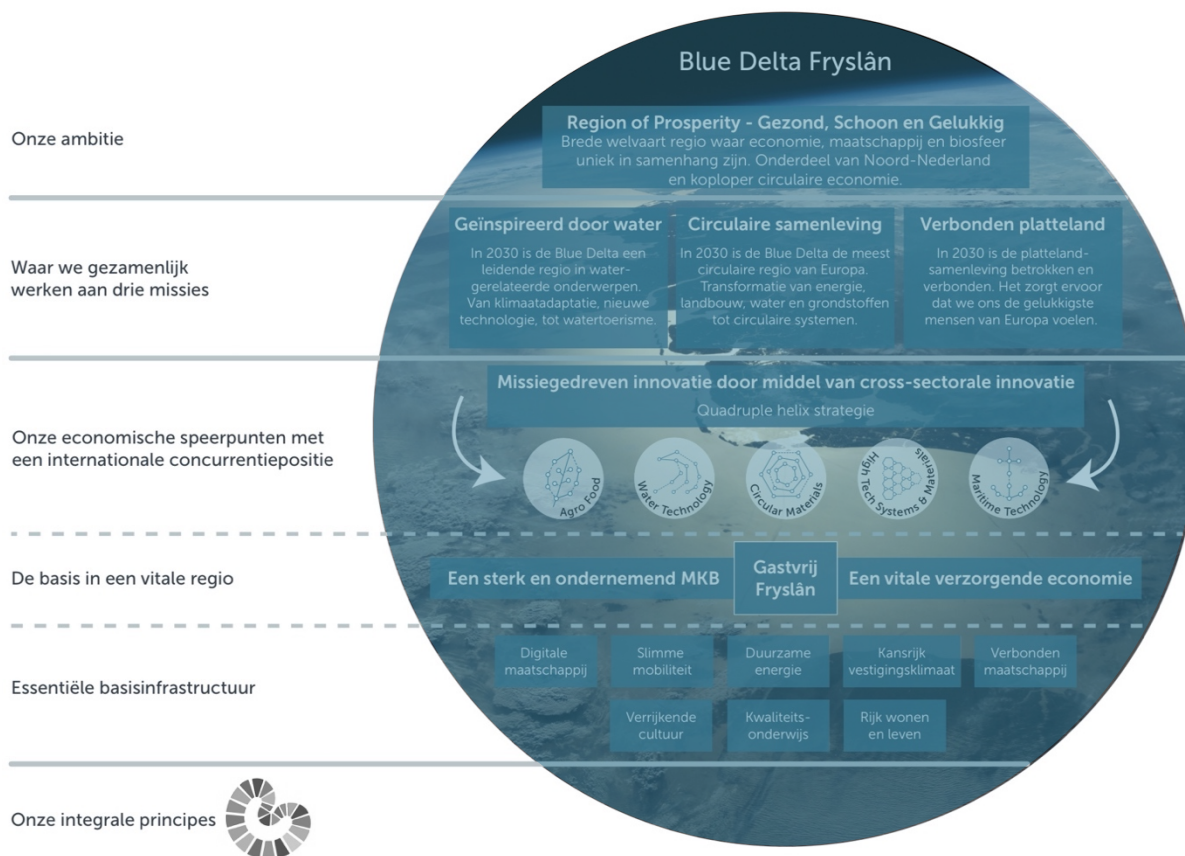 Blue Delta Fryslân
Onze ambitie
Region of Prosperity - Gezond, Schoon en Gelukkig
Brede welvaart regio waar economie, maatschappij en biosfeer
uniek in samenhang zijn. Onderdeel van Noord-Nederland
en koploper circulaire economie.
Waar we gezamenlijk
werken aan drie missies
Geïnspireerd door water
In 2030 is de Blue Delta een
leidende regio in water-
gerelateerde onderwerpen.
Van klimaatadaptatie, nieuwe
technologie, tot watertoerisme.
Circulaire samenleving
In 2030 is de Blue Delta de meest
circulaire regio van Europa.
Transformatie van energie,
landbouw, water en grondstoffen
tot circulaire systemen.
Verbonden platteland
In 2030 is de platteland-
samenleving betrokken en
verbonden. Het zorgt ervoor
dat we ons de gelukkigste
mensen van Europa voelen.
Onze economische speerpunten met
een internationale concurrentiepositie
Missiegedreven innovatie door middel van cross-sectorale innovatie
Quadruple helix strategie
Agro Food
Water Technology
Circular Materials
High Tech Systems & Materials
Maritime Technology
De basis in een vitale regio
Een sterk en ondernemend MKB
Gastvrij
Fryslân
Een vitale verzorgende economie
Essentiële basisinfrastructuur
Digitale
maatschappij
Slimme
mobiliteit
Duurzame
energie
Kansrijk
vestigingsklimaat
Verbonden
maatschappij
Verrijkende
cultuur
Kwaliteits-
onderwijs
Rijk wonen
en leven
Onze integrale principes